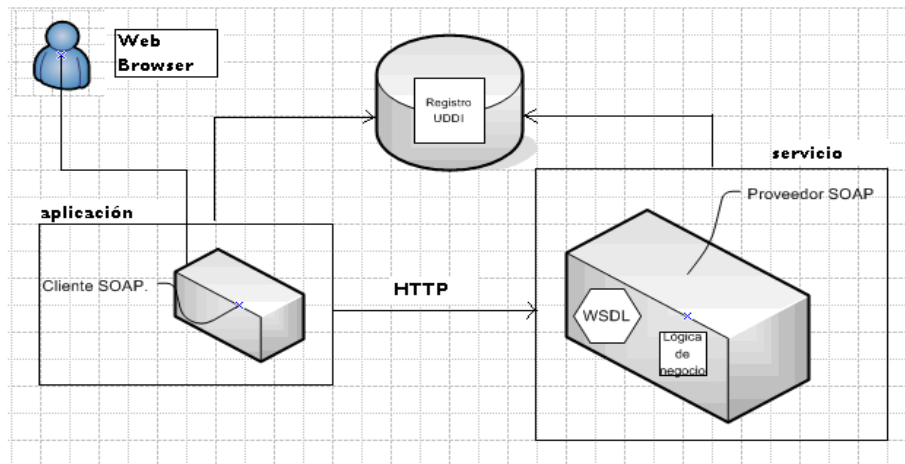 Web
Browser
Registro
UDDI
servicio
Proveedor SOAP
aplicación
Cliente SOAP.
HTTP
WSDL
Lógica
de
negocio